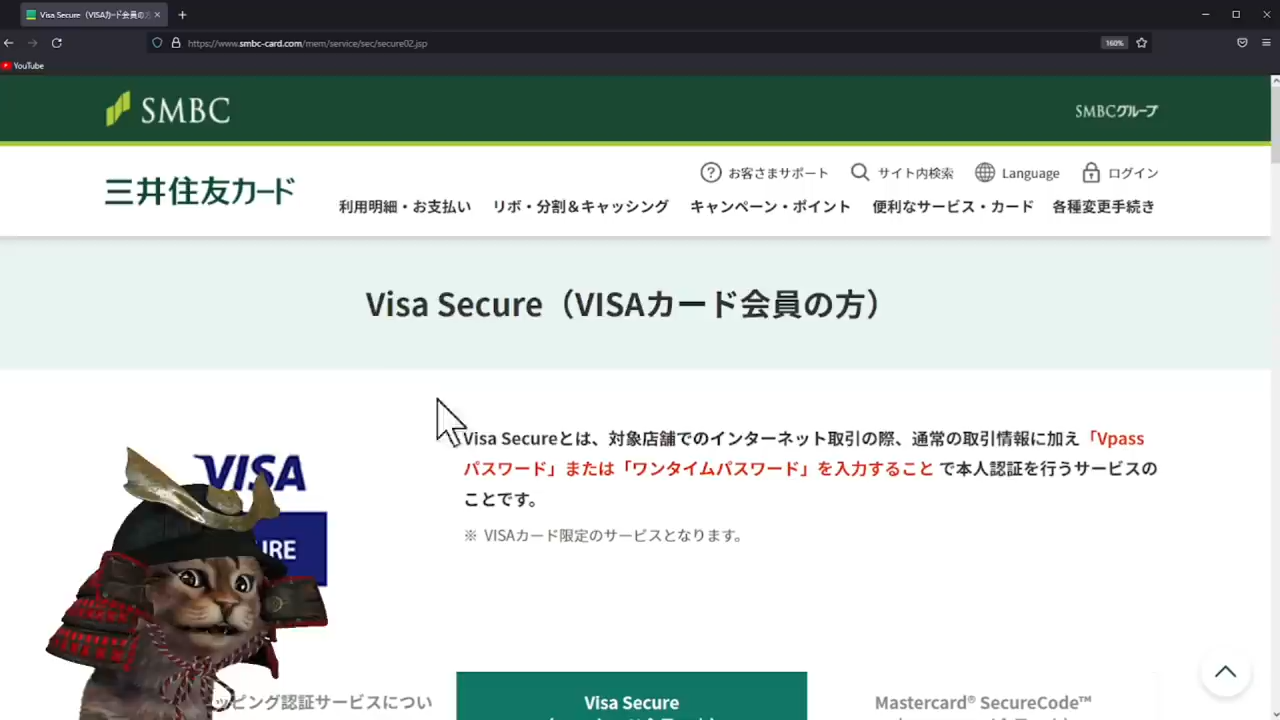 Visa Secure（VISAカード会員の方）
https://www.smbc-card.com/mem/service/sec/secure02.jsp
160%
YouTube
SMBC
SMBCグループ
三井住友カード
お客さまサポート
サイト内検索
Language
ログイン
利用明細・お支払い
リボ・分割＆キャッシング
キャンペーン・ポイント
便利なサービス・カード
各種変更手続き
Visa Secure（VISAカード会員の方）
VISA
URE
Visa Secureとは、対象店舗でのインターネット取引の際、通常の取引情報に加え「Vpass
パスワード」または「ワンタイムパスワード」を入力すること で本人認証を行うサービスの
ことです。
※ VISAカード限定のサービスとなります。
ッピング認証サービスについ
Visa Secure
Mastercard® SecureCode™